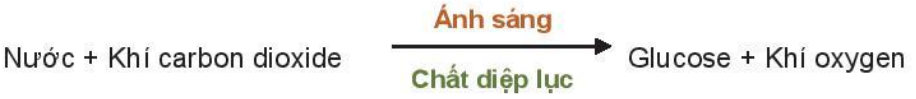 Ánh sáng
Nước + Khí carbon dioxide Glucose + Khí oxygen
Chất diệp lục